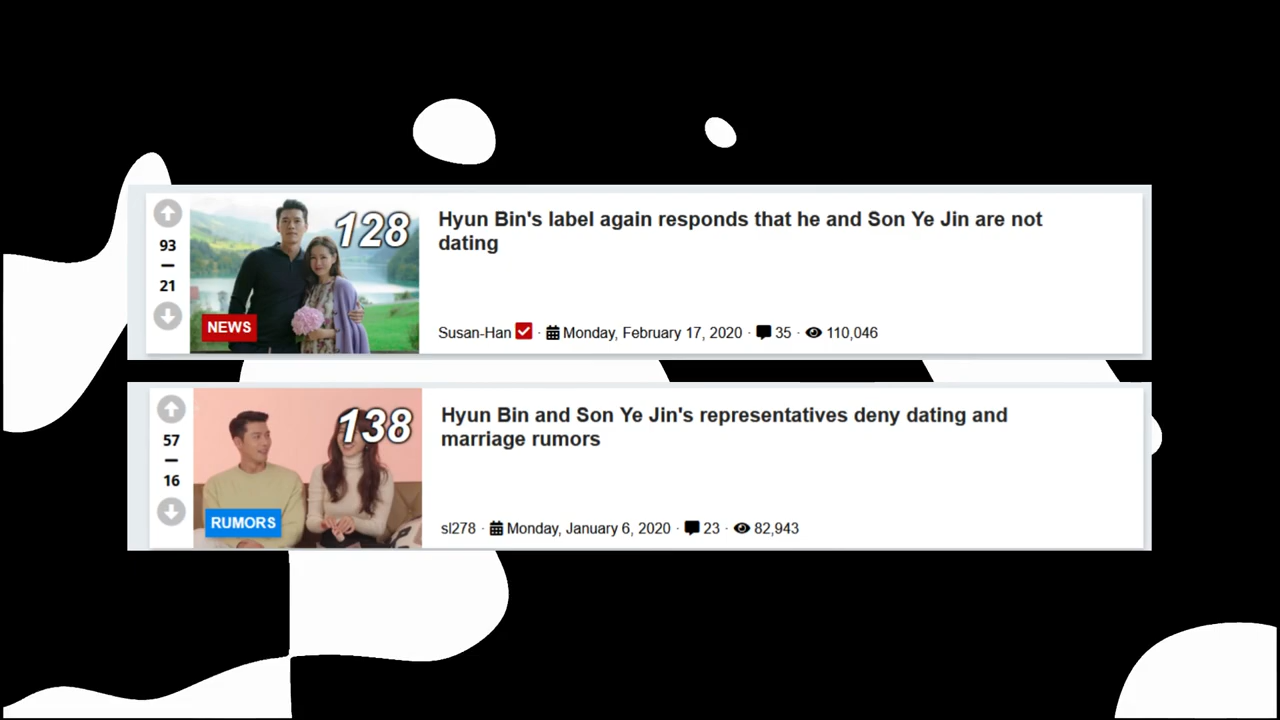 93
21
128
NEWS
Hyun Bin's label again responds that he and Son Ye Jin are not
dating
Susan-Han · Monday, February 17, 2020 · 35 · 110,046
57
16
138
RUMORS
Hyun Bin and Son Ye Jin's representatives deny dating and
marriage rumors
sl278 · Monday, January 6, 2020 · 23 · 82,943